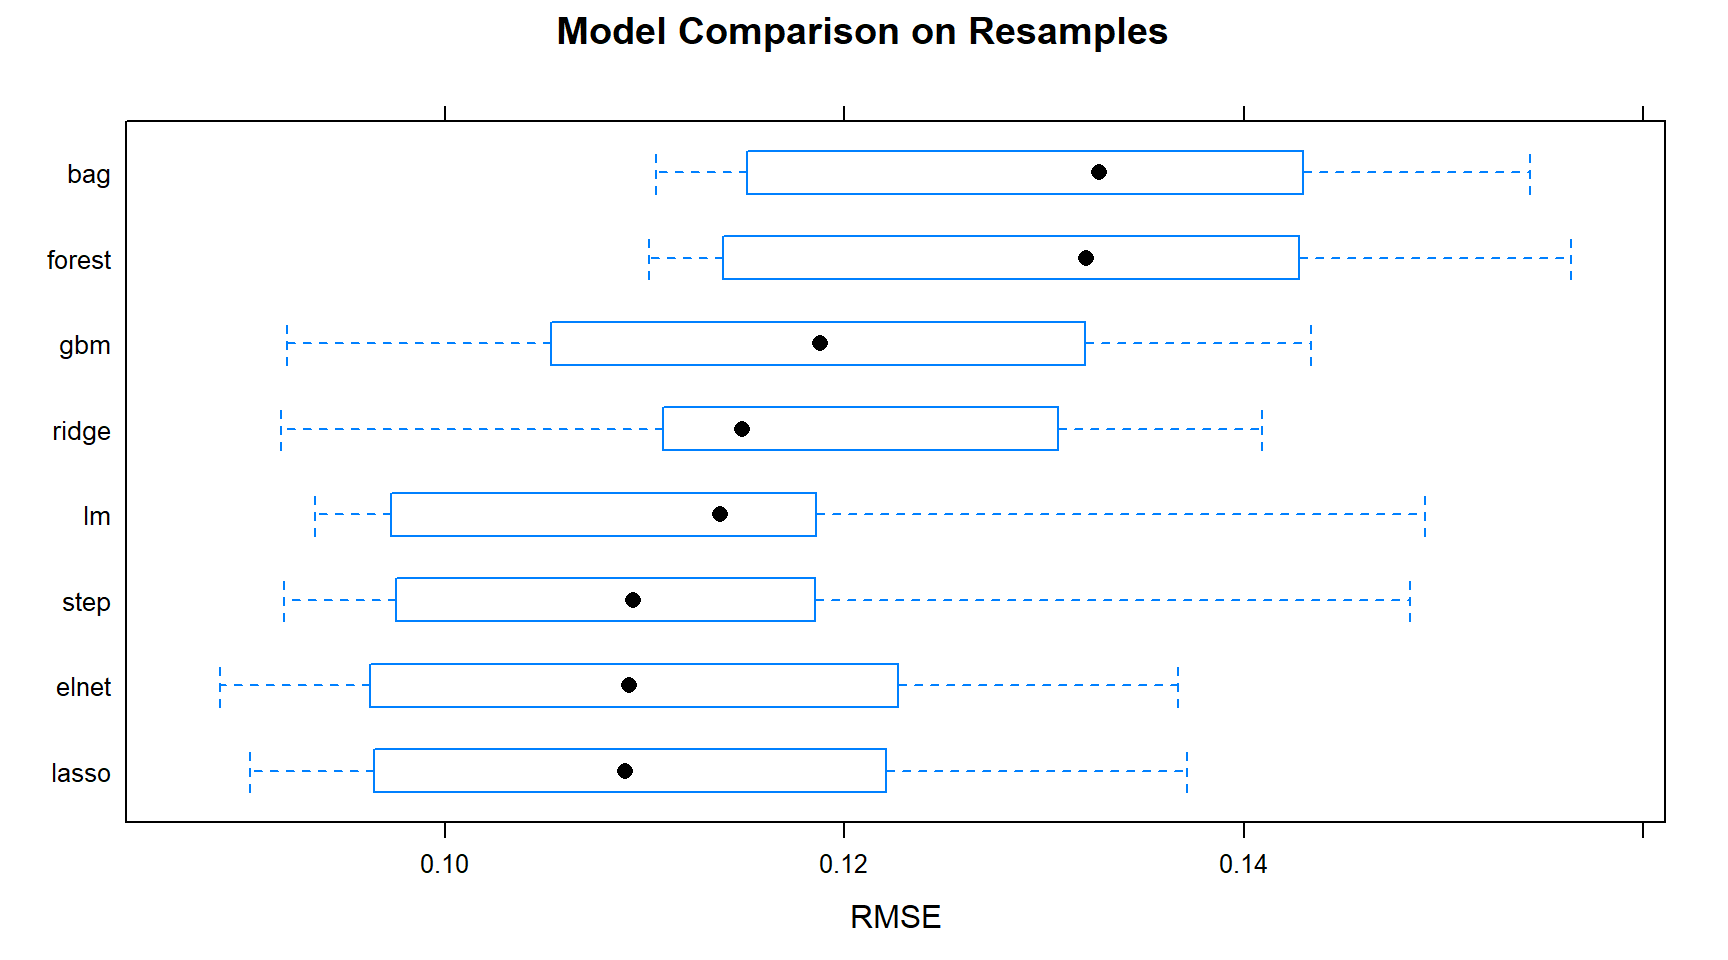 Model Comparison on Resamples
bag
forest
gbm
ridge
lm
step
elnet
lasso
0.10 0.12 0.14
RMSE